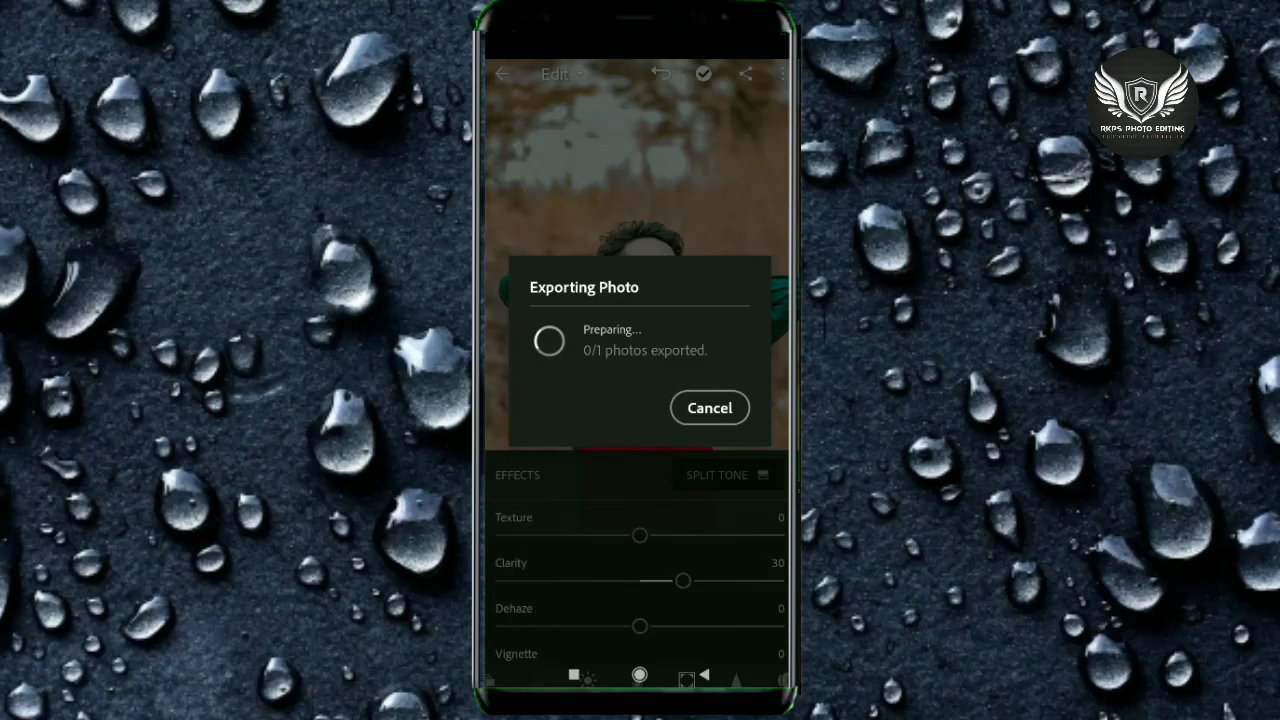 Edit
R
RKPS PHOTO EDITING
Exporting Photo
Preparing...
0/1 photos exported.
Cancel
EFFECTS
SPLIT TONE
Texture 0
Clarity 30
Dehaze 0
Vignette 0